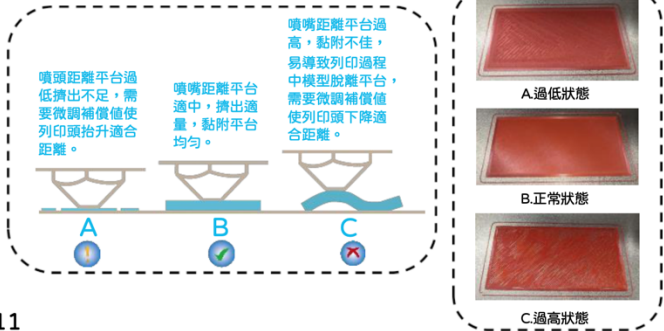 噴頭距離平台過
低擠出不足，需
要微調補償值使
列印頭抬升適合
距離。
噴嘴距離平台
適中，擠出適
量，黏附平台
均勻。
噴嘴距離平台過
高，黏附不佳，
易導致列印過程
中模型脫離平台，
需要微調補償值
使列印頭下降適
合距離。
A
B
C
A.過低狀態
B.正常狀態
C.過高狀態
11